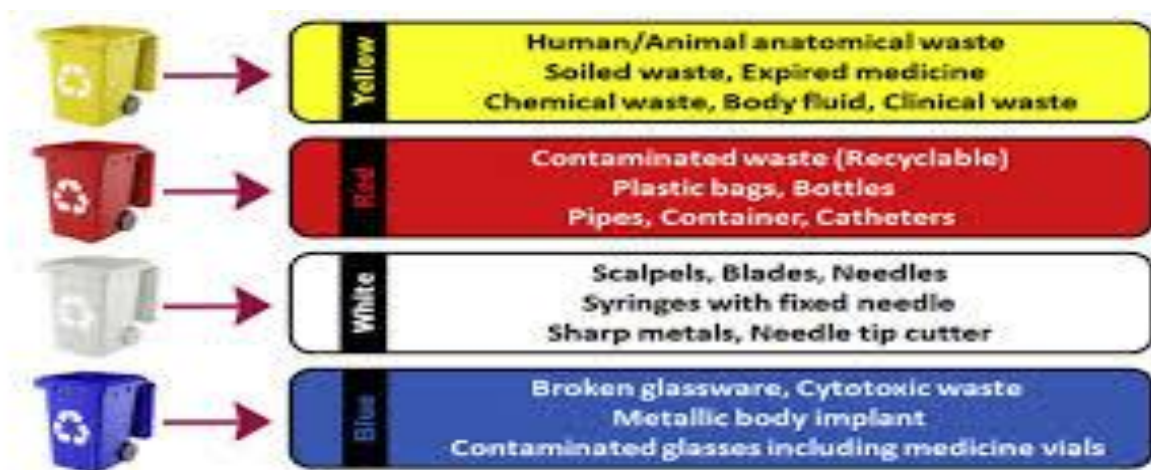 Yellow
Human/Animal anatomical waste
Soiled waste, Expired medicine
Chemical waste, Body fluid, Clinical waste
Red
Contaminated waste (Recyclable)
Plastic bags, Bottles
Pipes, Container, Catheters
White
Scalpels, Blades, Needles
Syringes with fixed needle
Sharp metals, Needle tip cutter
Blue
Broken glassware, Cytotoxic waste
Metallic body implant
Contaminated glasses including medicine vials